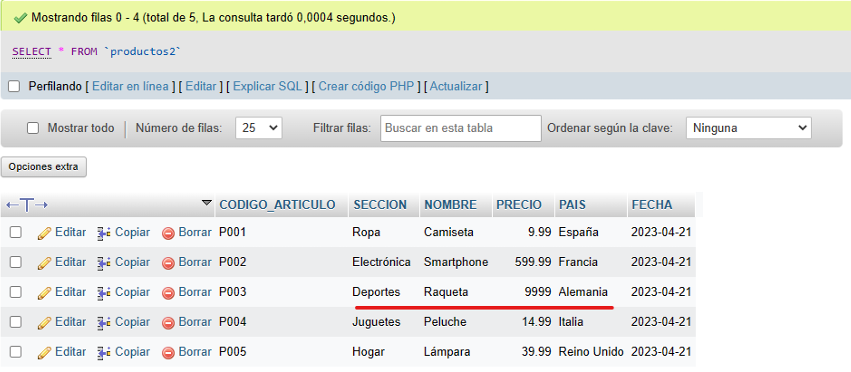 Mostrando filas 0 - 4 (total de 5, La consulta tardó 0,0004 segundos.)
SELECT * FROM `productos2`
Perfilando [ Editar en línea ] [ Editar ] [ Explicar SQL ] [ Crear código PHP ] [ Actualizar ]
Mostrar todo Número de filas: 25 Filtrar filas: Buscar en esta tabla Ordenar según la clave: Ninguna
Opciones extra
←T→ CODIGO_ARTICULO SECCION NOMBRE PRECIO PAIS FECHA
Editar Copiar Borrar P001 Ropa Camiseta 9.99 España 2023-04-21
Editar Copiar Borrar P002 Electrónica Smartphone 599.99 Francia 2023-04-21
Editar Copiar Borrar P003 Deportes Raqueta 9999 Alemania 2023-04-21
Editar Copiar Borrar P004 Juguetes Peluche 14.99 Italia 2023-04-21
Editar Copiar Borrar P005 Hogar Lámpara 39.99 Reino Unido 2023-04-21